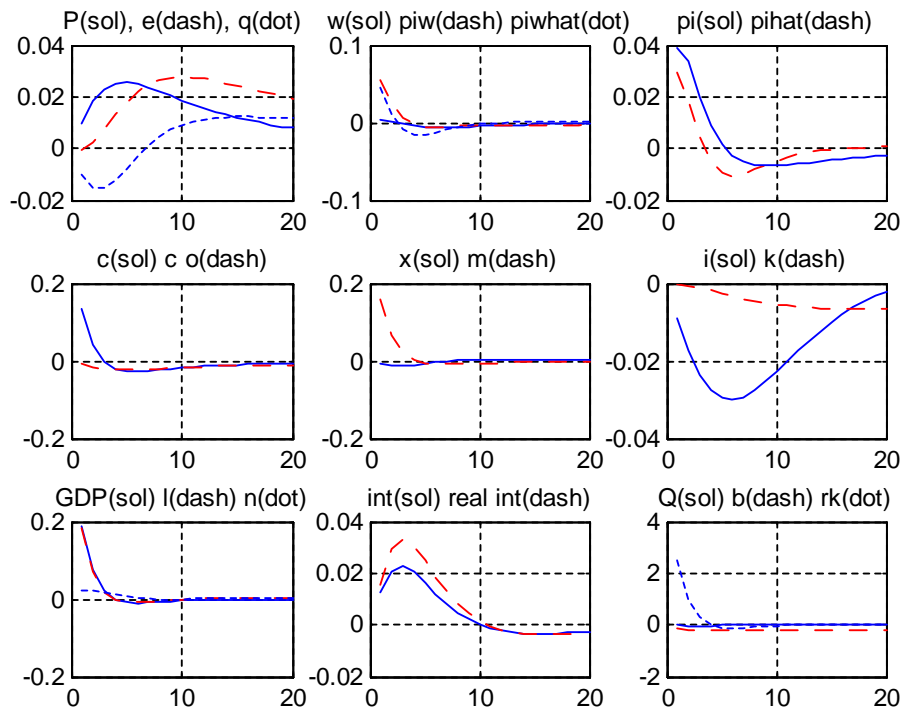 P(sol), e(dash), q(dot)
w(sol) piw(dash) piwhat(dot)
pi(sol) pihat(dash)
0.04
0.02
0
-0.02
0 10 20
0.1
0
-0.1
0 10 20
0.04
0.02
0
-0.02
0 10 20
c(sol) c o(dash)
x(sol) m(dash)
i(sol) k(dash)
0.2
0
-0.2
0 10 20
0.2
0
-0.2
0 10 20
0
-0.02
-0.04
0 10 20
GDP(sol) l(dash) n(dot)
int(sol) real int(dash)
Q(sol) b(dash) rk(dot)
0.2
0
-0.2
0 10 20
0.04
0.02
0
-0.02
0 10 20
4
2
0
-2
0 10 20